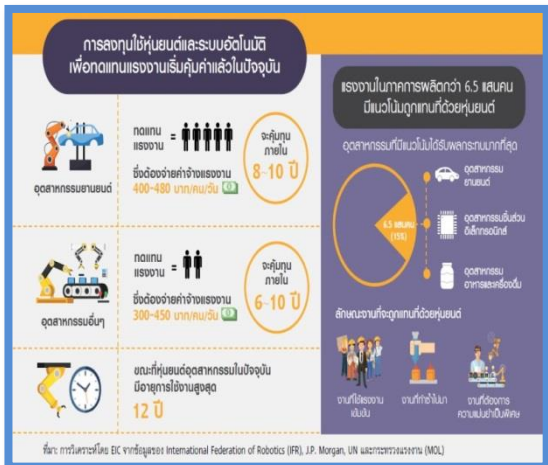 การลงทุนใช้หุ่นยนต์และระบบอัตโนมัติ
เพื่อทดแทนแรงงานเริ่มคุ้มค่าแล้วในปัจจุบัน
อุตสาหกรรมยานยนต์
ทดแทน
แรงงาน =
ซึ่งต้องจ่ายค่าจ้างแรงงาน
400-480 บาท/คน/วัน
จะคุ้มทุน
ภายใน
8-10 ปี
อุตสาหกรรมอื่นๆ
ทดแทน
แรงงาน =
ซึ่งต้องจ่ายค่าจ้างแรงงาน
300-450 บาท/คน/วัน
จะคุ้มทุน
ภายใน
6-10 ปี
ขณะที่หุ่นยนต์อุตสาหกรรมในปัจจุบัน
มีอายุการใช้งานสูงสุด
12 ปี
แรงงานในภาคการผลิตกว่า 6.5 แสนคน
มีแนวโน้มถูกแทนที่ด้วยหุ่นยนต์
อุตสาหกรรมที่มีแนวโน้มได้รับผลกระทบมากที่สุด
6.5 แสนคน
(15%)
อุตสาหกรรม
ยานยนต์
อุตสาหกรรมชิ้นส่วน
อิเล็กทรอนิกส์
อุตสาหกรรม
อาหารและเครื่องดื่ม
ลักษณะงานที่จะถูกแทนที่ด้วยหุ่นยนต์
งานที่ใช้แรงงาน
เข้มข้น
งานที่ทำซ้ำไปมา
งานที่ต้องการ
ความแม่นยำเป็นพิเศษ
ที่มา: การวิเคราะห์โดย EIC จากข้อมูลของ International Federation of Robotics (IFR), J.P. Morgan, UN และกระทรวงแรงงาน (MOL)